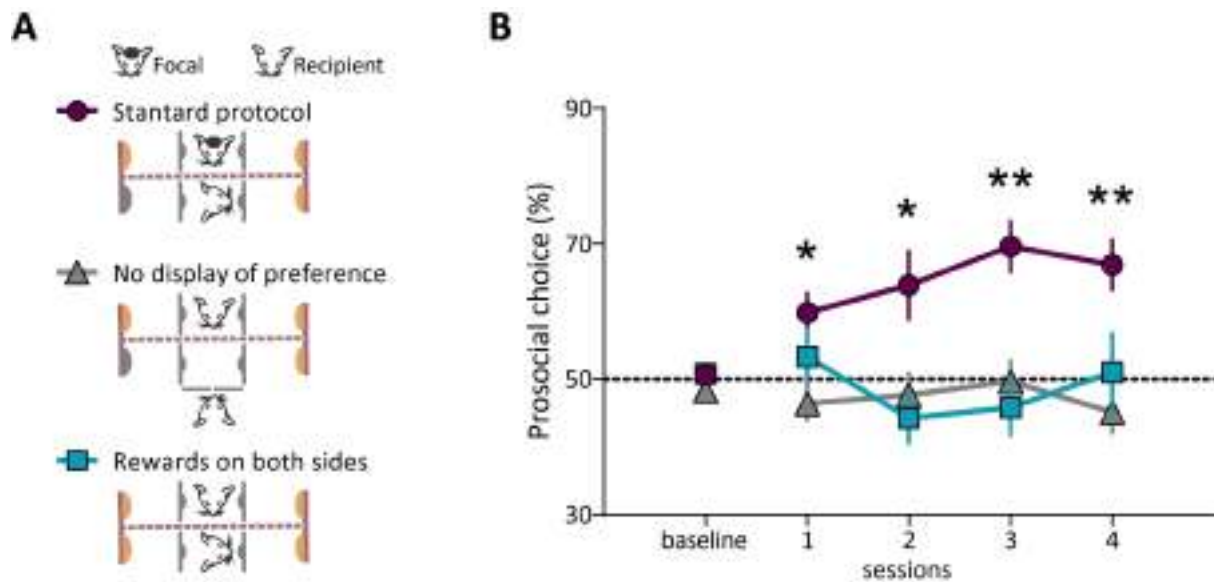 A
Focal Recipient
Stantard protocol
No display of preference
Rewards on both sides
B
Prosocial choice (%)
90
70
50
30
* * ** **
baseline 1 2 3 4
sessions